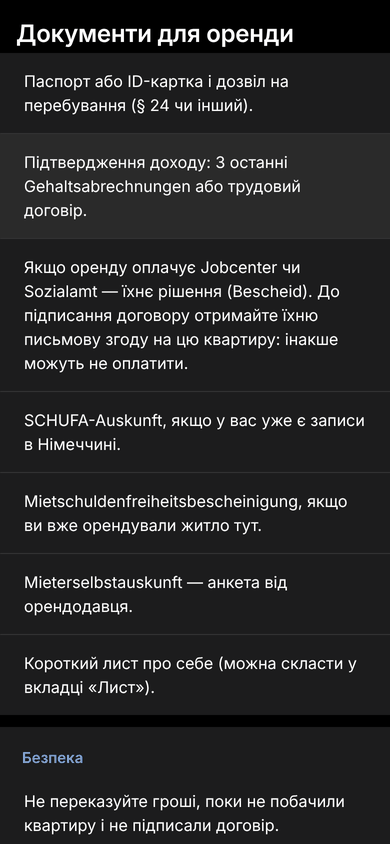 Документи для оренди
Паспорт або ID-картка і дозвіл на
перебування (§ 24 чи інший).
Підтвердження доходу: 3 останні
Gehaltsabrechnungen або трудовий
договір.
Якщо оренду оплачує Jobcenter чи
Sozialamt — їхнє рішення (Bescheid). До
підписання договору отримайте їхню
письмову згоду на цю квартиру: інакше
можуть не оплатити.
SCHUFA-Auskunft, якщо у вас уже є записи
в Німеччині.
Mietschuldenfreiheitsbescheinigung, якщо
ви вже орендували житло тут.
Mieterselbstauskunft — анкета від
орендодавця.
Короткий лист про себе (можна скласти у
вкладці «Лист»).
Безпека
Не переказуйте гроші, поки не побачили
квартиру і не підписали договір.